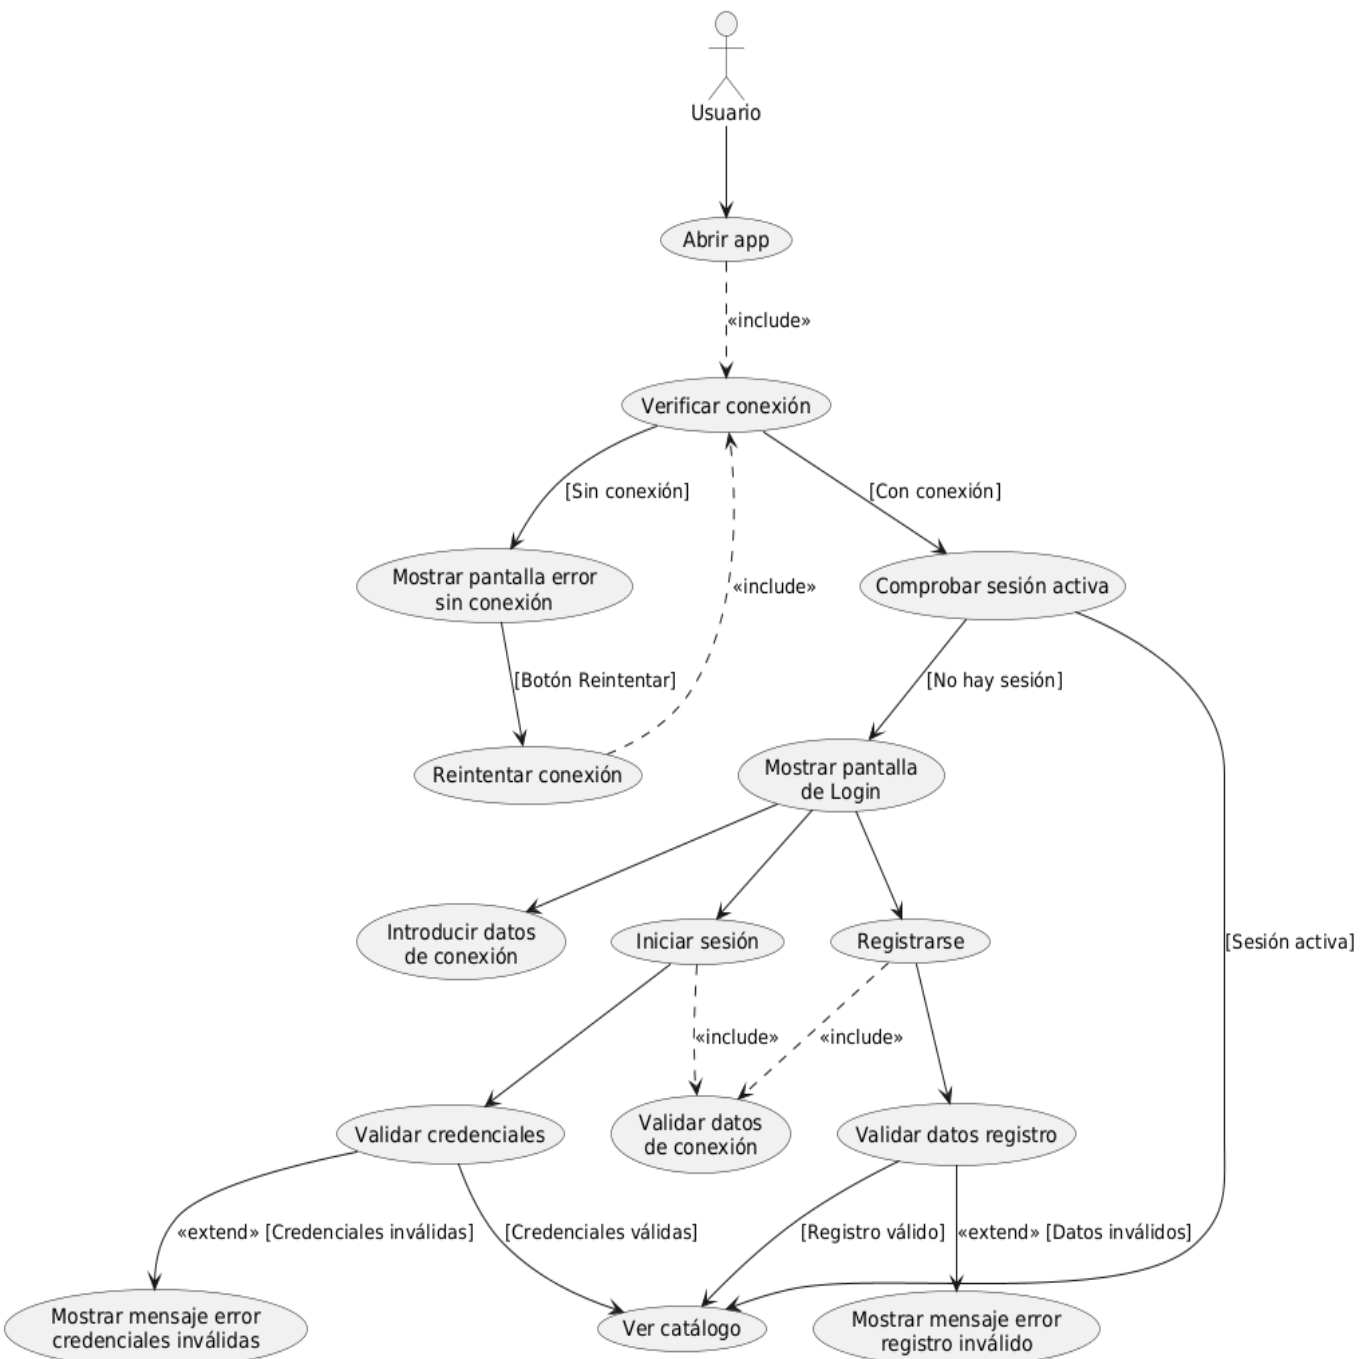 Usuario
Abrir app
«include»
Verificar conexión
[Sin conexión]
[Con conexión]
Mostrar pantalla error
sin conexión
«include»
Comprobar sesión activa
[Botón Reintentar]
[No hay sesión]
Reintentar conexión
Mostrar pantalla
de Login
Introducir datos
de conexión
Iniciar sesión
Registrarse
[Sesión activa]
«include»
«include»
Validar credenciales
Validar datos
de conexión
Validar datos registro
«extend» [Credenciales inválidas]
[Credenciales válidas]
[Registro válido]
«extend» [Datos inválidos]
Mostrar mensaje error
credenciales inválidas
Ver catálogo
Mostrar mensaje error
registro inválido